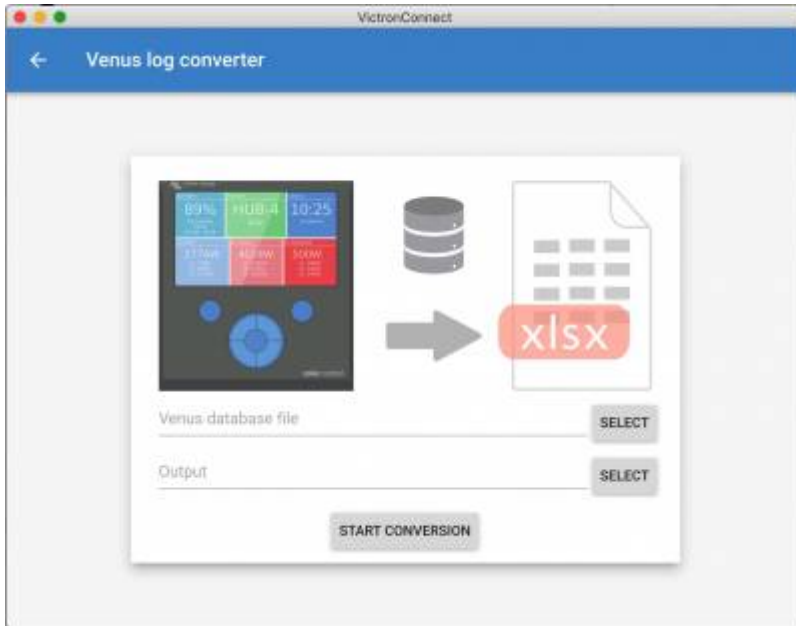 VictronConnect
Venus log converter
89% HUB-4 10:25
xlsx
Venus database file
SELECT
Output
SELECT
START CONVERSION